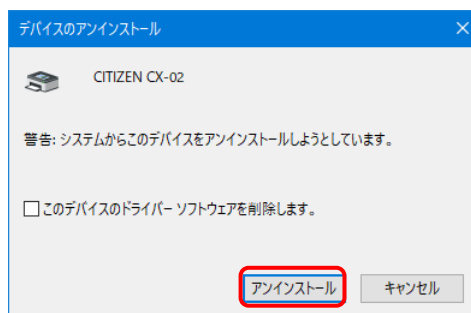 デバイスのアンインストール
CITIZEN CX-02
警告: システムからこのデバイスをアンインストールしようとしています。
このデバイスのドライバー ソフトウェアを削除します。
アンインストール キャンセル